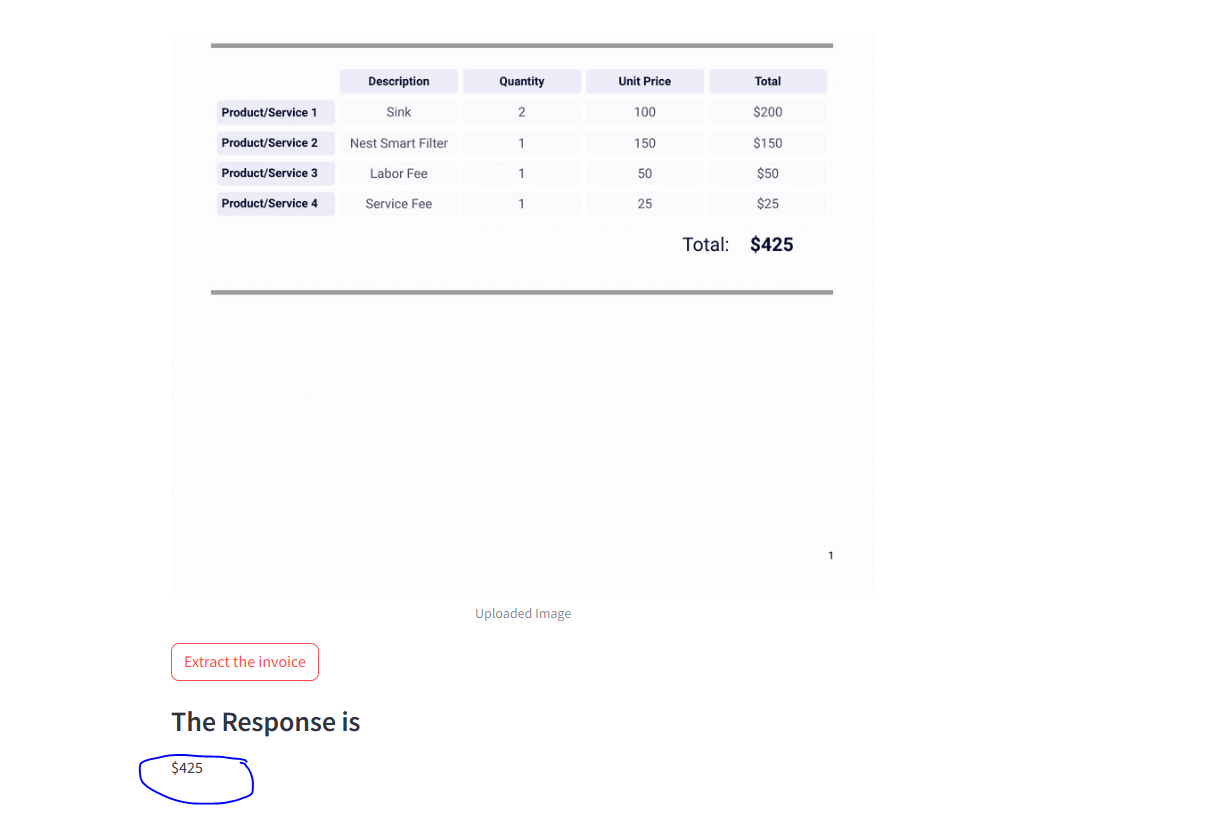 Description Quantity Unit Price Total
Product/Service 1 Sink 2 100 $200
Product/Service 2 Nest Smart Filter 1 150 $150
Product/Service 3 Labor Fee 1 50 $50
Product/Service 4 Service Fee 1 25 $25
Total: $425
1
Uploaded Image
Extract the invoice
The Response is
$425